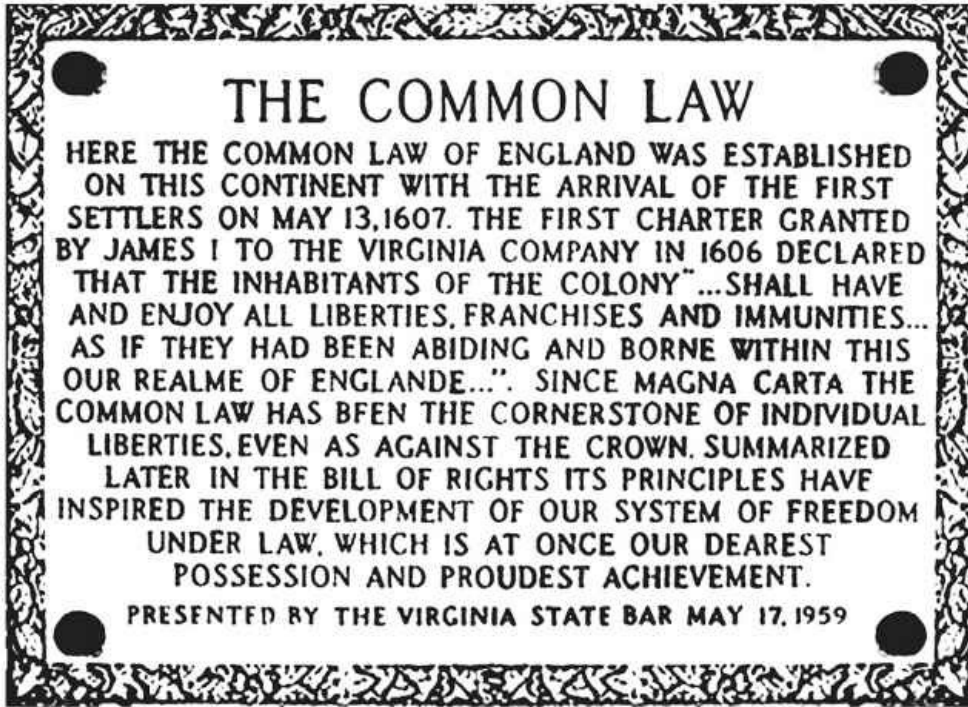 THE COMMON LAW
HERE THE COMMON LAW OF ENGLAND WAS ESTABLISHED
ON THIS CONTINENT WITH THE ARRIVAL OF THE FIRST
SETTLERS ON MAY 13,1607. THE FIRST CHARTER GRANTED
BY JAMES I TO THE VIRGINIA COMPANY IN 1606 DECLARED
THAT THE INHABITANTS OF THE COLONY "...SHALL HAVE
AND ENJOY ALL LIBERTIES, FRANCHISES AND IMMUNITIES...
AS IF THEY HAD BEEN ABIDING AND BORNE WITHIN THIS
OUR REALME OF ENGLANDE...". SINCE MAGNA CARTA THE
COMMON LAW HAS BEEN THE CORNERSTONE OF INDIVIDUAL
LIBERTIES, EVEN AS AGAINST THE CROWN. SUMMARIZED
LATER IN THE BILL OF RIGHTS ITS PRINCIPLES HAVE
INSPIRED THE DEVELOPMENT OF OUR SYSTEM OF FREEDOM
UNDER LAW, WHICH IS AT ONCE OUR DEAREST
POSSESSION AND PROUDEST ACHIEVEMENT.
PRESENTED BY THE VIRGINIA STATE BAR MAY 17, 1959